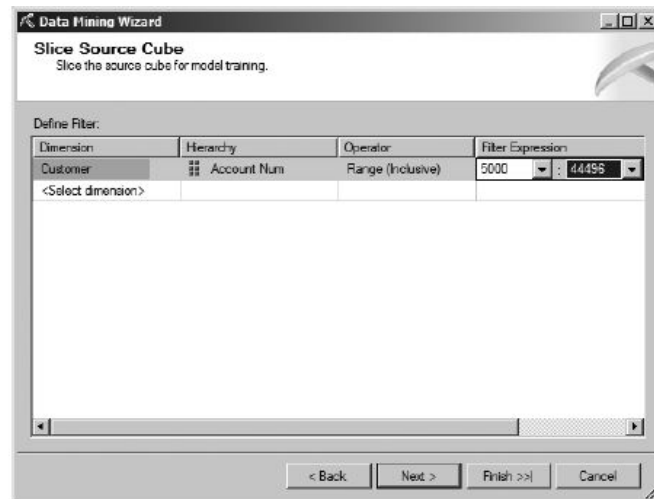 Data Mining Wizard
Slice Source Cube
Slice the source cube for model training.
Define Filter:
Dimension Hierarchy Operator Filter Expression
Customer Account Num Range (Inclusive) 5000 : 44496
<Select dimension>
< Back Next > Finish >>| Cancel